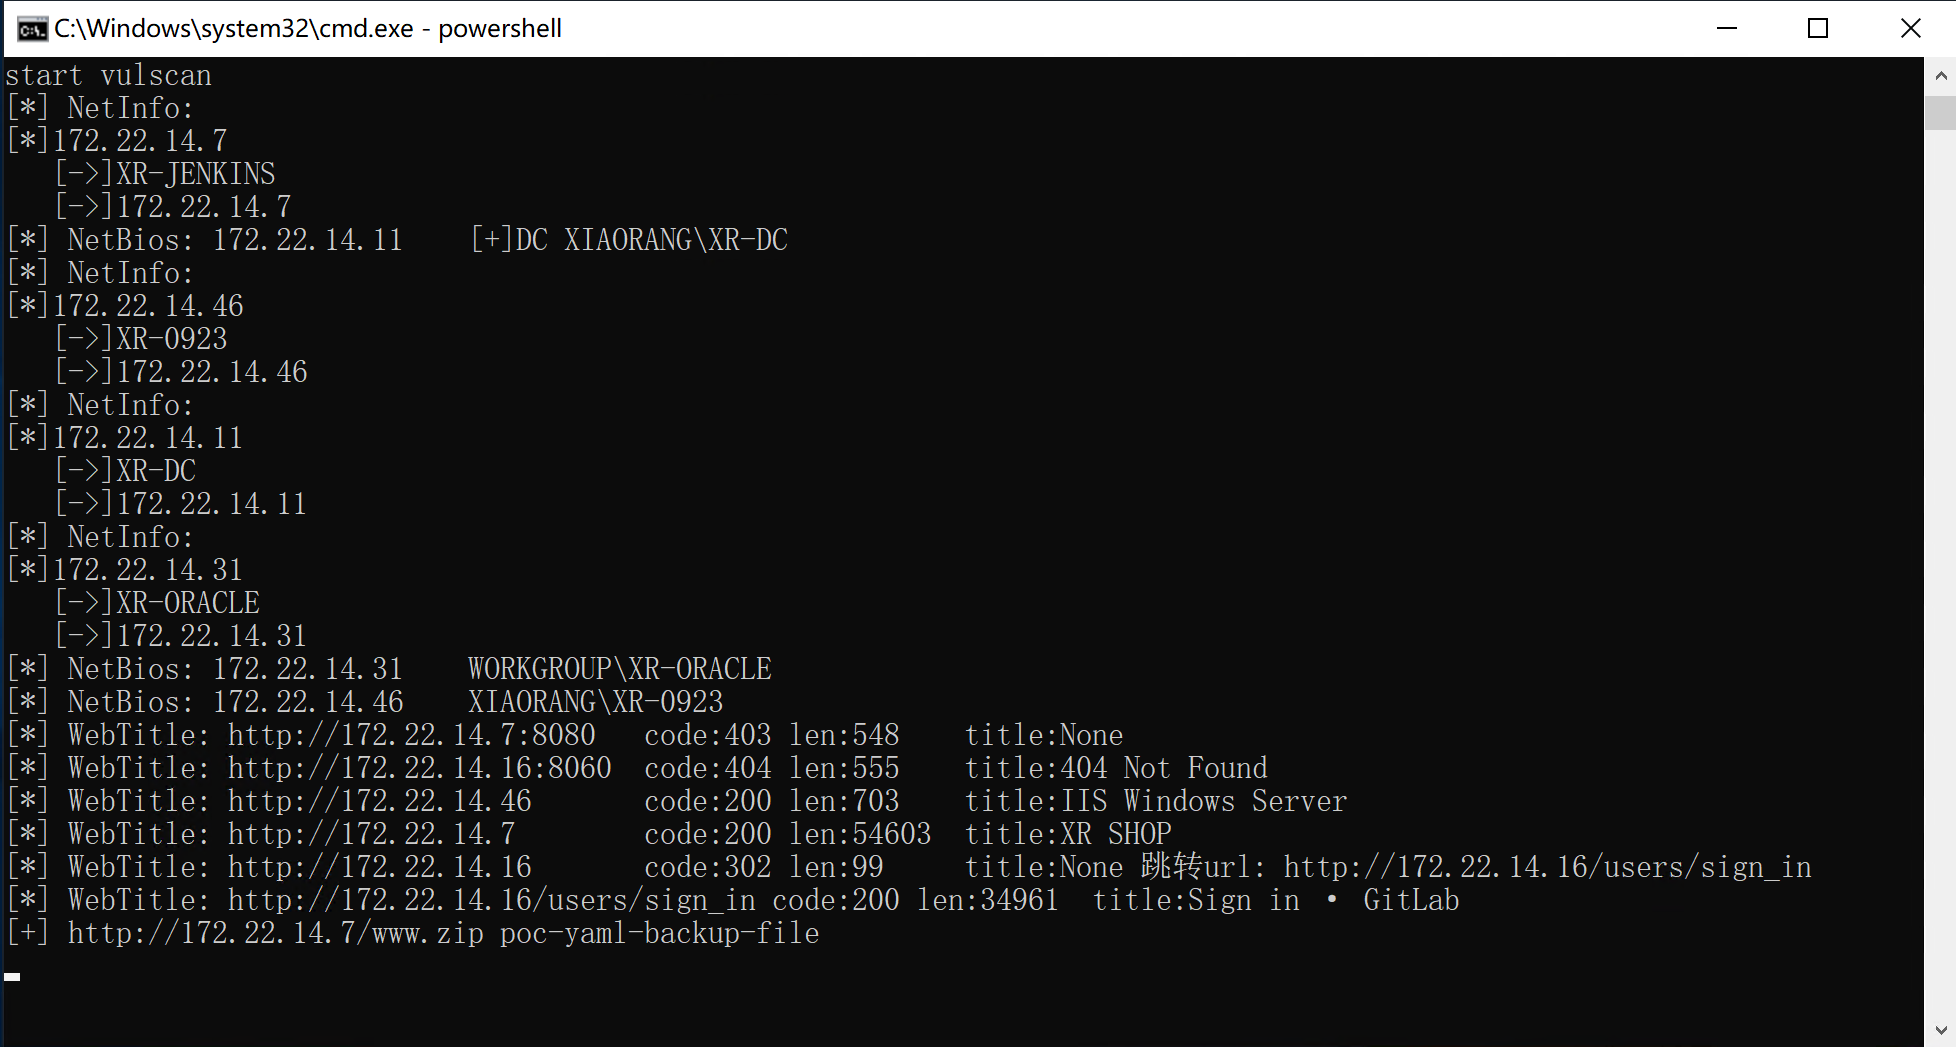 C:\Windows\system32\cmd.exe - powershell
start vulscan
[*] NetInfo:
[*]172.22.14.7
   [->]XR-JENKINS
   [->]172.22.14.7
[*] NetBios: 172.22.14.11    [+]DC XIAORANG\XR-DC
[*] NetInfo:
[*]172.22.14.46
   [->]XR-0923
   [->]172.22.14.46
[*] NetInfo:
[*]172.22.14.11
   [->]XR-DC
   [->]172.22.14.11
[*] NetInfo:
[*]172.22.14.31
   [->]XR-ORACLE
   [->]172.22.14.31
[*] NetBios: 172.22.14.31    WORKGROUP\XR-ORACLE
[*] NetBios: 172.22.14.46    XIAORANG\XR-0923
[*] WebTitle: http://172.22.14.7:8080   code:403 len:548    title:None
[*] WebTitle: http://172.22.14.16:8060  code:404 len:555    title:404 Not Found
[*] WebTitle: http://172.22.14.46       code:200 len:703    title:IIS Windows Server
[*] WebTitle: http://172.22.14.7        code:200 len:54603  title:XR SHOP
[*] WebTitle: http://172.22.14.16       code:302 len:99     title:None 跳转url: http://172.22.14.16/users/sign_in
[*] WebTitle: http://172.22.14.16/users/sign_in code:200 len:34961  title:Sign in · GitLab
[+] http://172.22.14.7/www.zip poc-yaml-backup-file